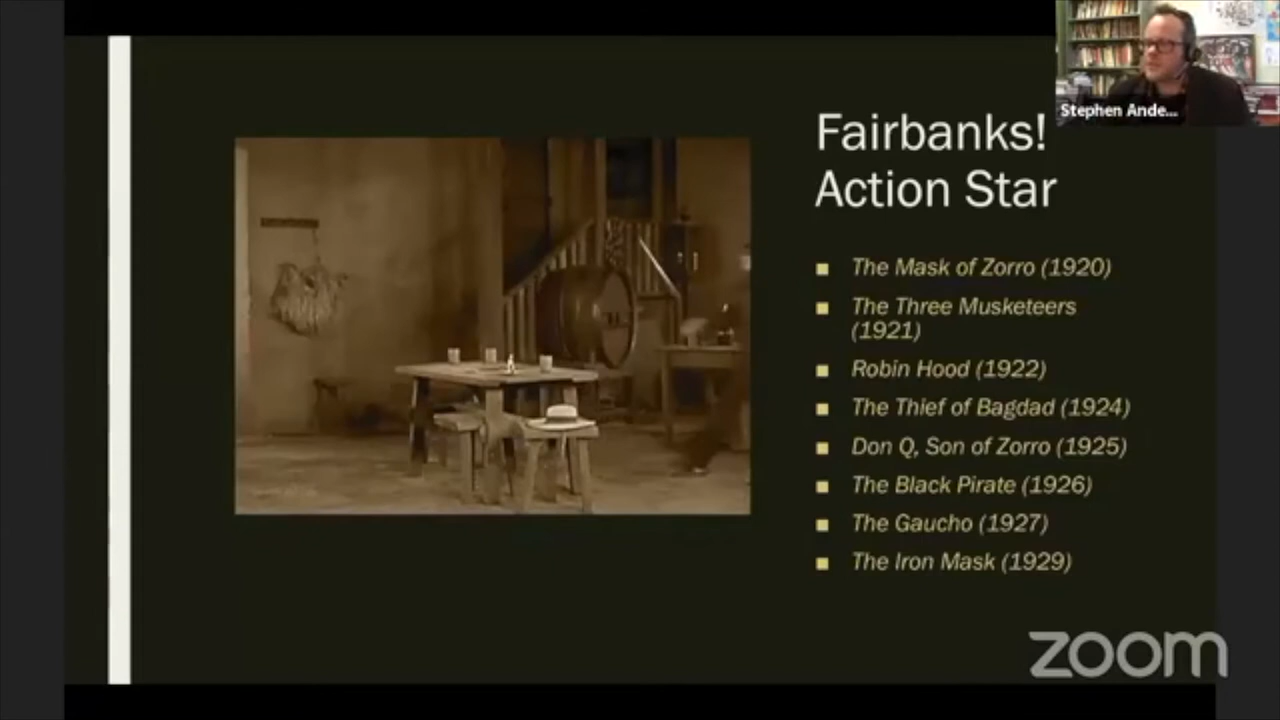 Stephen Ande...
Fairbanks!
Action Star
The Mask of Zorro (1920)
The Three Musketeers
(1921)
Robin Hood (1922)
The Thief of Bagdad (1924)
Don Q, Son of Zorro (1925)
The Black Pirate (1926)
The Gaucho (1927)
The Iron Mask (1929)
zoom